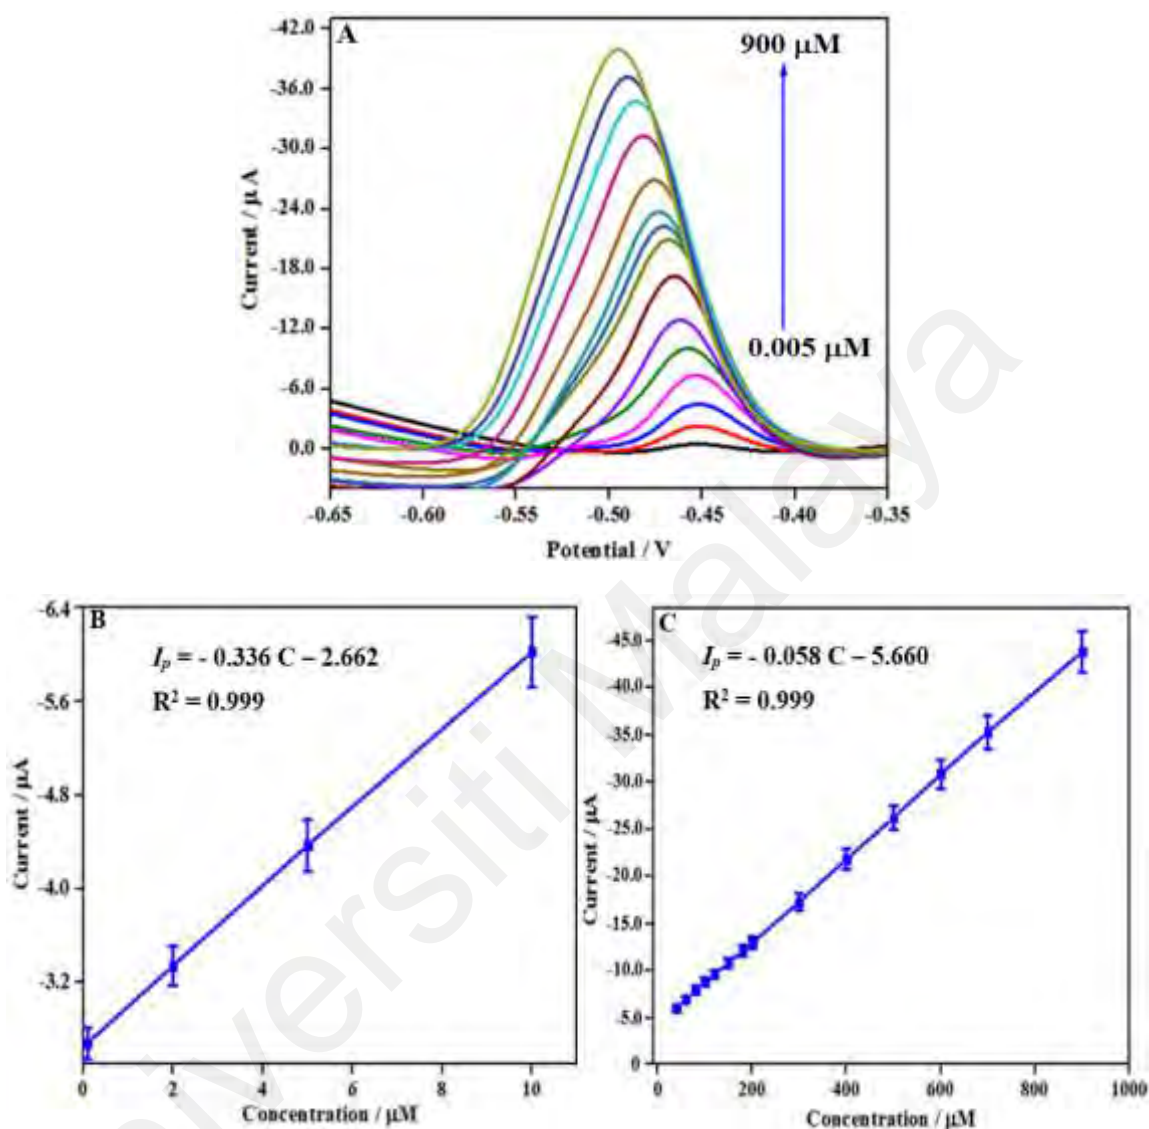 A
900 µM
-42.0
-36.0
-30.0
-24.0
-18.0
-12.0
-6.0
0.0
Current / µ A
0.005 µM
-0.65
-0.60
-0.55
-0.50
-0.45
-0.40
-0.35
Potential / V
B
I_p = - 0.336 C – 2.662
R² = 0.999
-6.4
-5.6
-4.8
-4.0
-3.2
Current / µA
0
2
4
6
8
10
Concentration / µM
C
I_p = - 0.058 C – 5.660
R² = 0.999
-45.0
-40.0
-35.0
-30.0
-25.0
-20.0
-15.0
-10.0
-5.0
0
Current / µA
0
200
400
600
800
1000
Concentration / µM
versiti Malaya